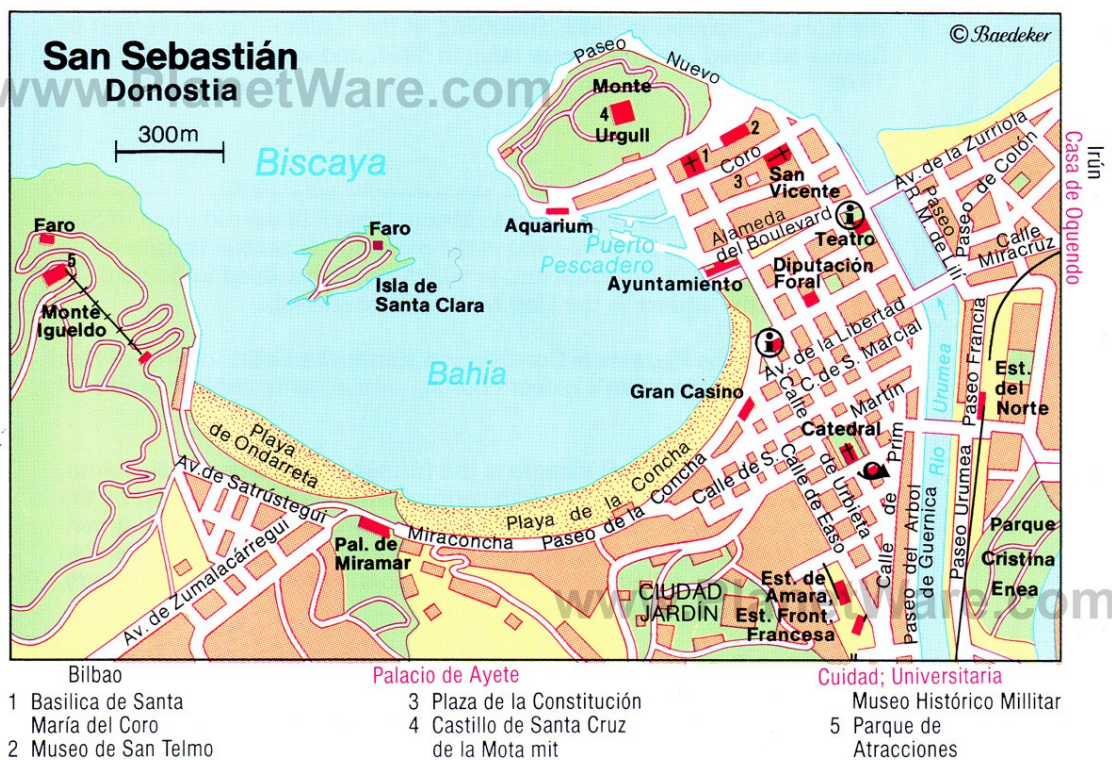 San Sebastián
Donostia
www.PlanetWare.com
300m
© Baedeker
Paseo Nuevo
Monte
4
Urgull
Biscaya
2
1
Coro
3
San
Vicente
Av. de la Zurriola
Paseo de Colón
Paseo
R. M. de Lili
Calle
Miracruz
Irún
Casa de Oquendo
Faro
5
Monte
Igueldo
Faro
Isla de
Santa Clara
Aquarium
Puerto
Pescadero
Alameda
del Boulevard
i
Teatro
Ayuntamiento
Diputación
Foral
Bahía
i
Av. de la Libertad
C. de S. Marcial
Gran Casino
Calle de Urbieta
Martín
Catedral
Calle de S.
Calle de Easo
Calle de Prim
Paseo del Arbol
de Guernica
Río Urumea
Paseo Francia
Paseo Urumea
Est.
del
Norte
Playa
de Ondarreta
Playa de la Concha
Paseo de la Concha
Miraconcha
Av. de Satrústegui
Av. de Zumalacárregui
Pal. de
Miramar
CIUDAD
JARDÍN
Est. de
Amara,
Est. Front.
Francesa
Parque
Cristina
Enea
www.PlanetWare.com
Bilbao
Palacio de Ayete
Cuidad; Universitaria
1 Basilica de Santa
María del Coro
2 Museo de San Telmo
3 Plaza de la Constitución
4 Castillo de Santa Cruz
de la Mota mit
Museo Histórico Millitar
5 Parque de
Atracciones